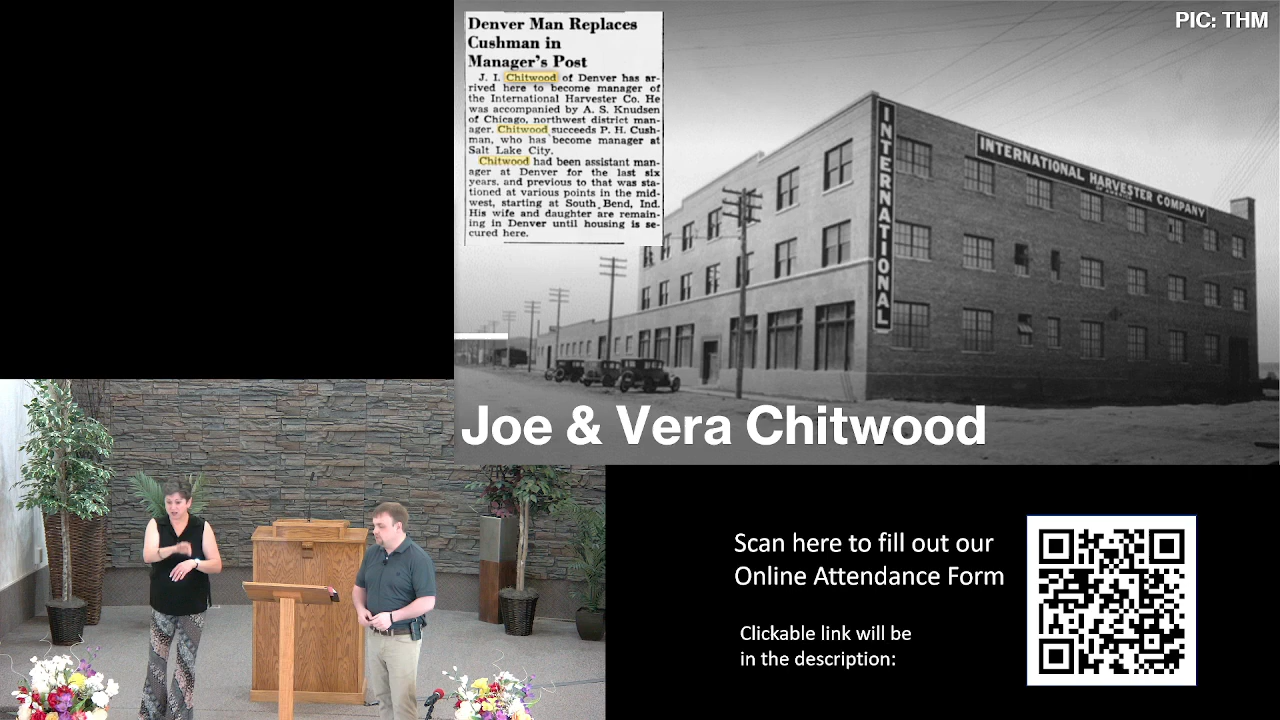 Denver Man Replaces
Cushman in
Manager's Post
J. I. Chitwood of Denver has ar-
rived here to become manager of
the International Harvester Co. He
was accompanied by A. S. Knudsen
of Chicago, northwest district man-
ager. Chitwood succeeds P. H. Cush-
man, who has become manager at
Salt Lake City.
Chitwood had been assistant man-
ager at Denver for the last six
years, and previous to that was sta-
tioned at various points in the mid-
west, starting at South Bend, Ind.
His wife and daughter are remain-
ing in Denver until housing is se-
cured here.
PIC: THM
INTERNATIONAL
INTERNATIONAL HARVESTER COMPANY
OF AMERICA
Joe & Vera Chitwood
Scan here to fill out our
Online Attendance Form
Clickable link will be
in the description: